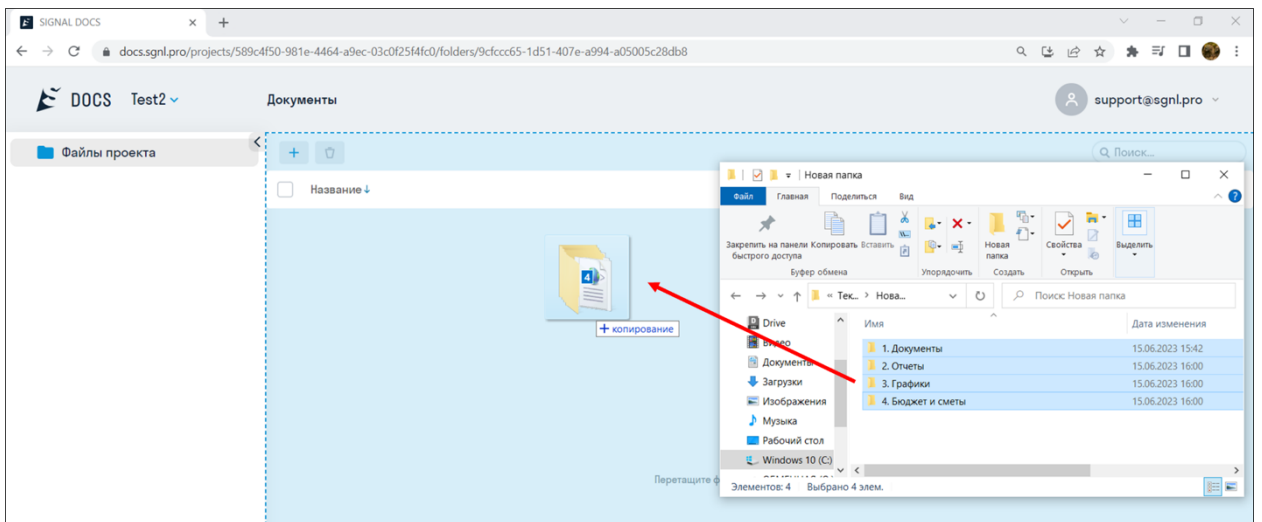 SIGNAL DOCS
docs.sgnl.pro/projects/589c4f50-981e-4464-a9ec-03c0f25f4fc0/folders/9cfccc65-1d51-407e-a994-a05005c28db8
DOCS Test2 Документы support@sgnl.pro
Файлы проекта
Поиск...
Название
Новая папка
Файл Главная Поделиться Вид
Закрепить на панели быстрого доступа
Копировать Вставить
Новая папка
Свойства
Выделить
Буфер обмена Упорядочить Создать Открыть
« Тек... Нова... Поиск: Новая папка
Имя Дата изменения
Drive
Видео
Документы
Загрузки
Изображения
Музыка
Рабочий стол
Windows 10 (C:)
1. Документы 15.06.2023 15:42
2. Отчеты 15.06.2023 16:00
3. Графики 15.06.2023 16:00
4. Бюджет и сметы 15.06.2023 16:00
4
+ копирование
Перетащите ф
Элементов: 4 Выбрано 4 элем.